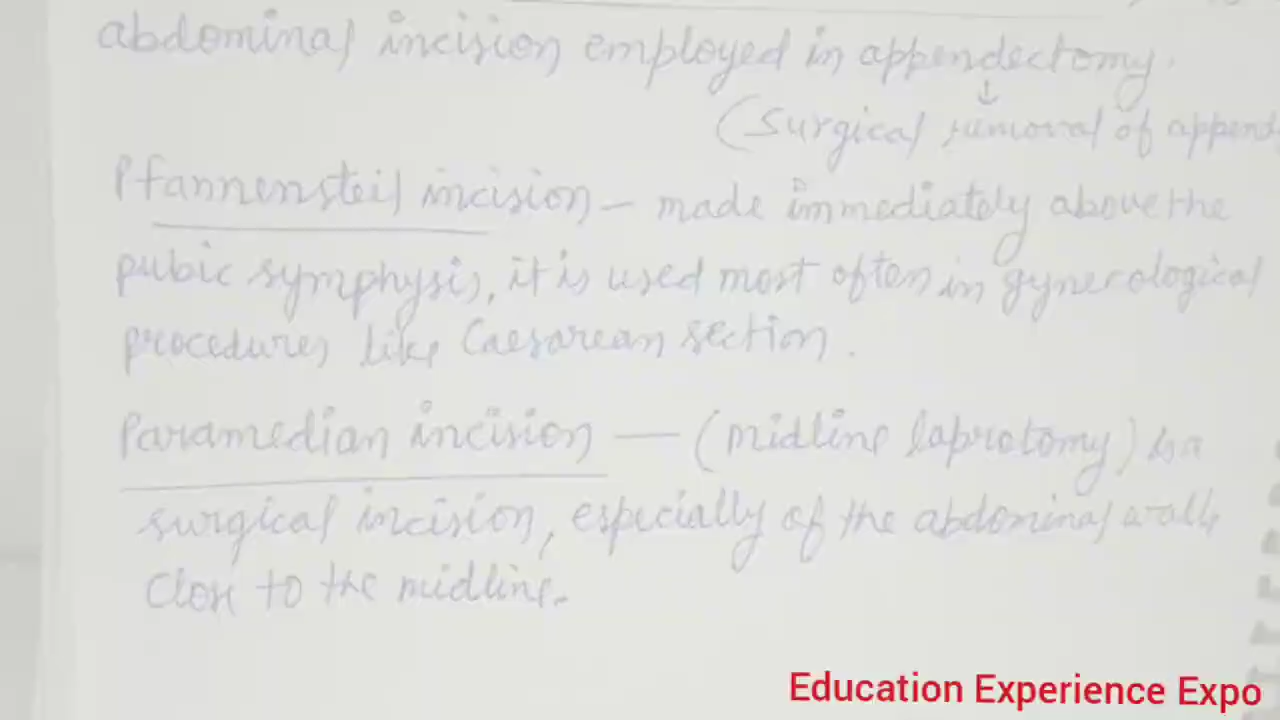 abdominal incision employed in appendectomy.
↓
(Surgical removal of append
Pfannensteil incision – made immediately above the
pubic symphysis, it is used most often in gynecological
procedures like Caesarean section.
Paramedian incision — (midline laprotomy) is a
surgical incision, especially of the abdominal wall,
close to the midline.
Education Experience Expo